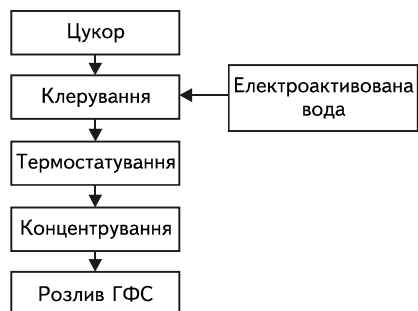 Цукор
Клерування
Електроактивована
вода
Термостатування
Концентрування
Розлив ГФС